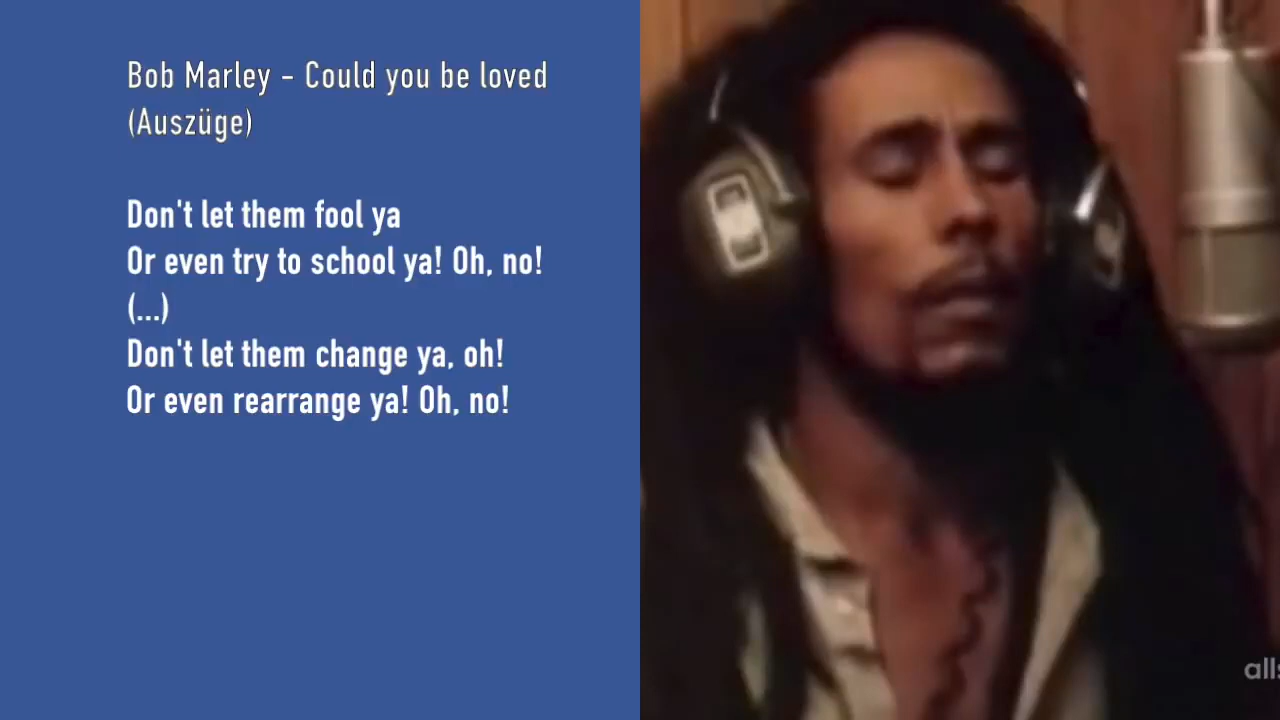 Bob Marley – Could you be loved
(Auszüge)
Don't let them fool ya
Or even try to school ya! Oh, no!
(...)
Don't let them change ya, oh!
Or even rearrange ya! Oh, no!